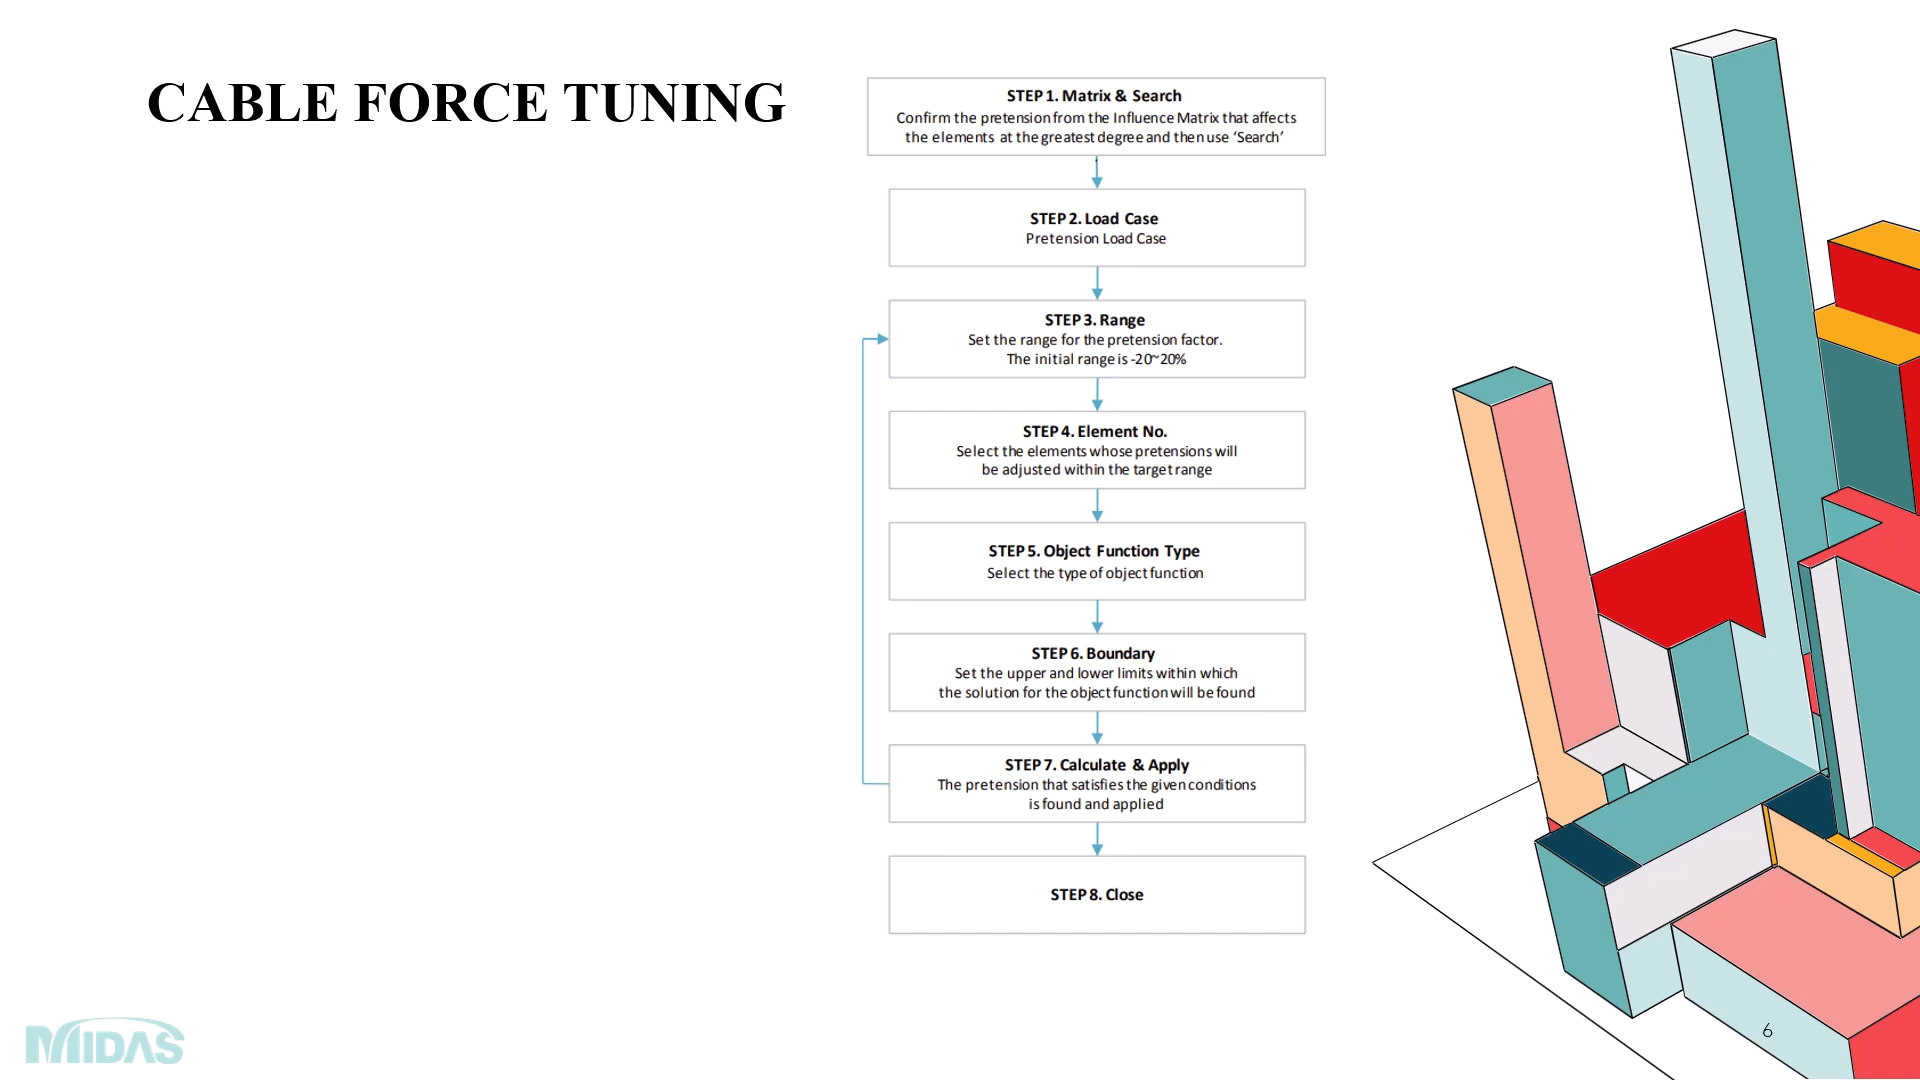 CABLE FORCE TUNING
STEP 1. Matrix & Search
Confirm the pretension from the Influence Matrix that affects
the elements at the greatest degree and then use ‘Search’
STEP 2. Load Case
Pretension Load Case
STEP 3. Range
Set the range for the pretension factor.
The initial range is -20~20%
STEP 4. Element No.
Select the elements whose pretensions will
be adjusted within the target range
STEP 5. Object Function Type
Select the type of object function
STEP 6. Boundary
Set the upper and lower limits within which
the solution for the object function will be found
STEP 7. Calculate & Apply
The pretension that satisfies the given conditions
is found and applied
STEP 8. Close
MIDAS
6